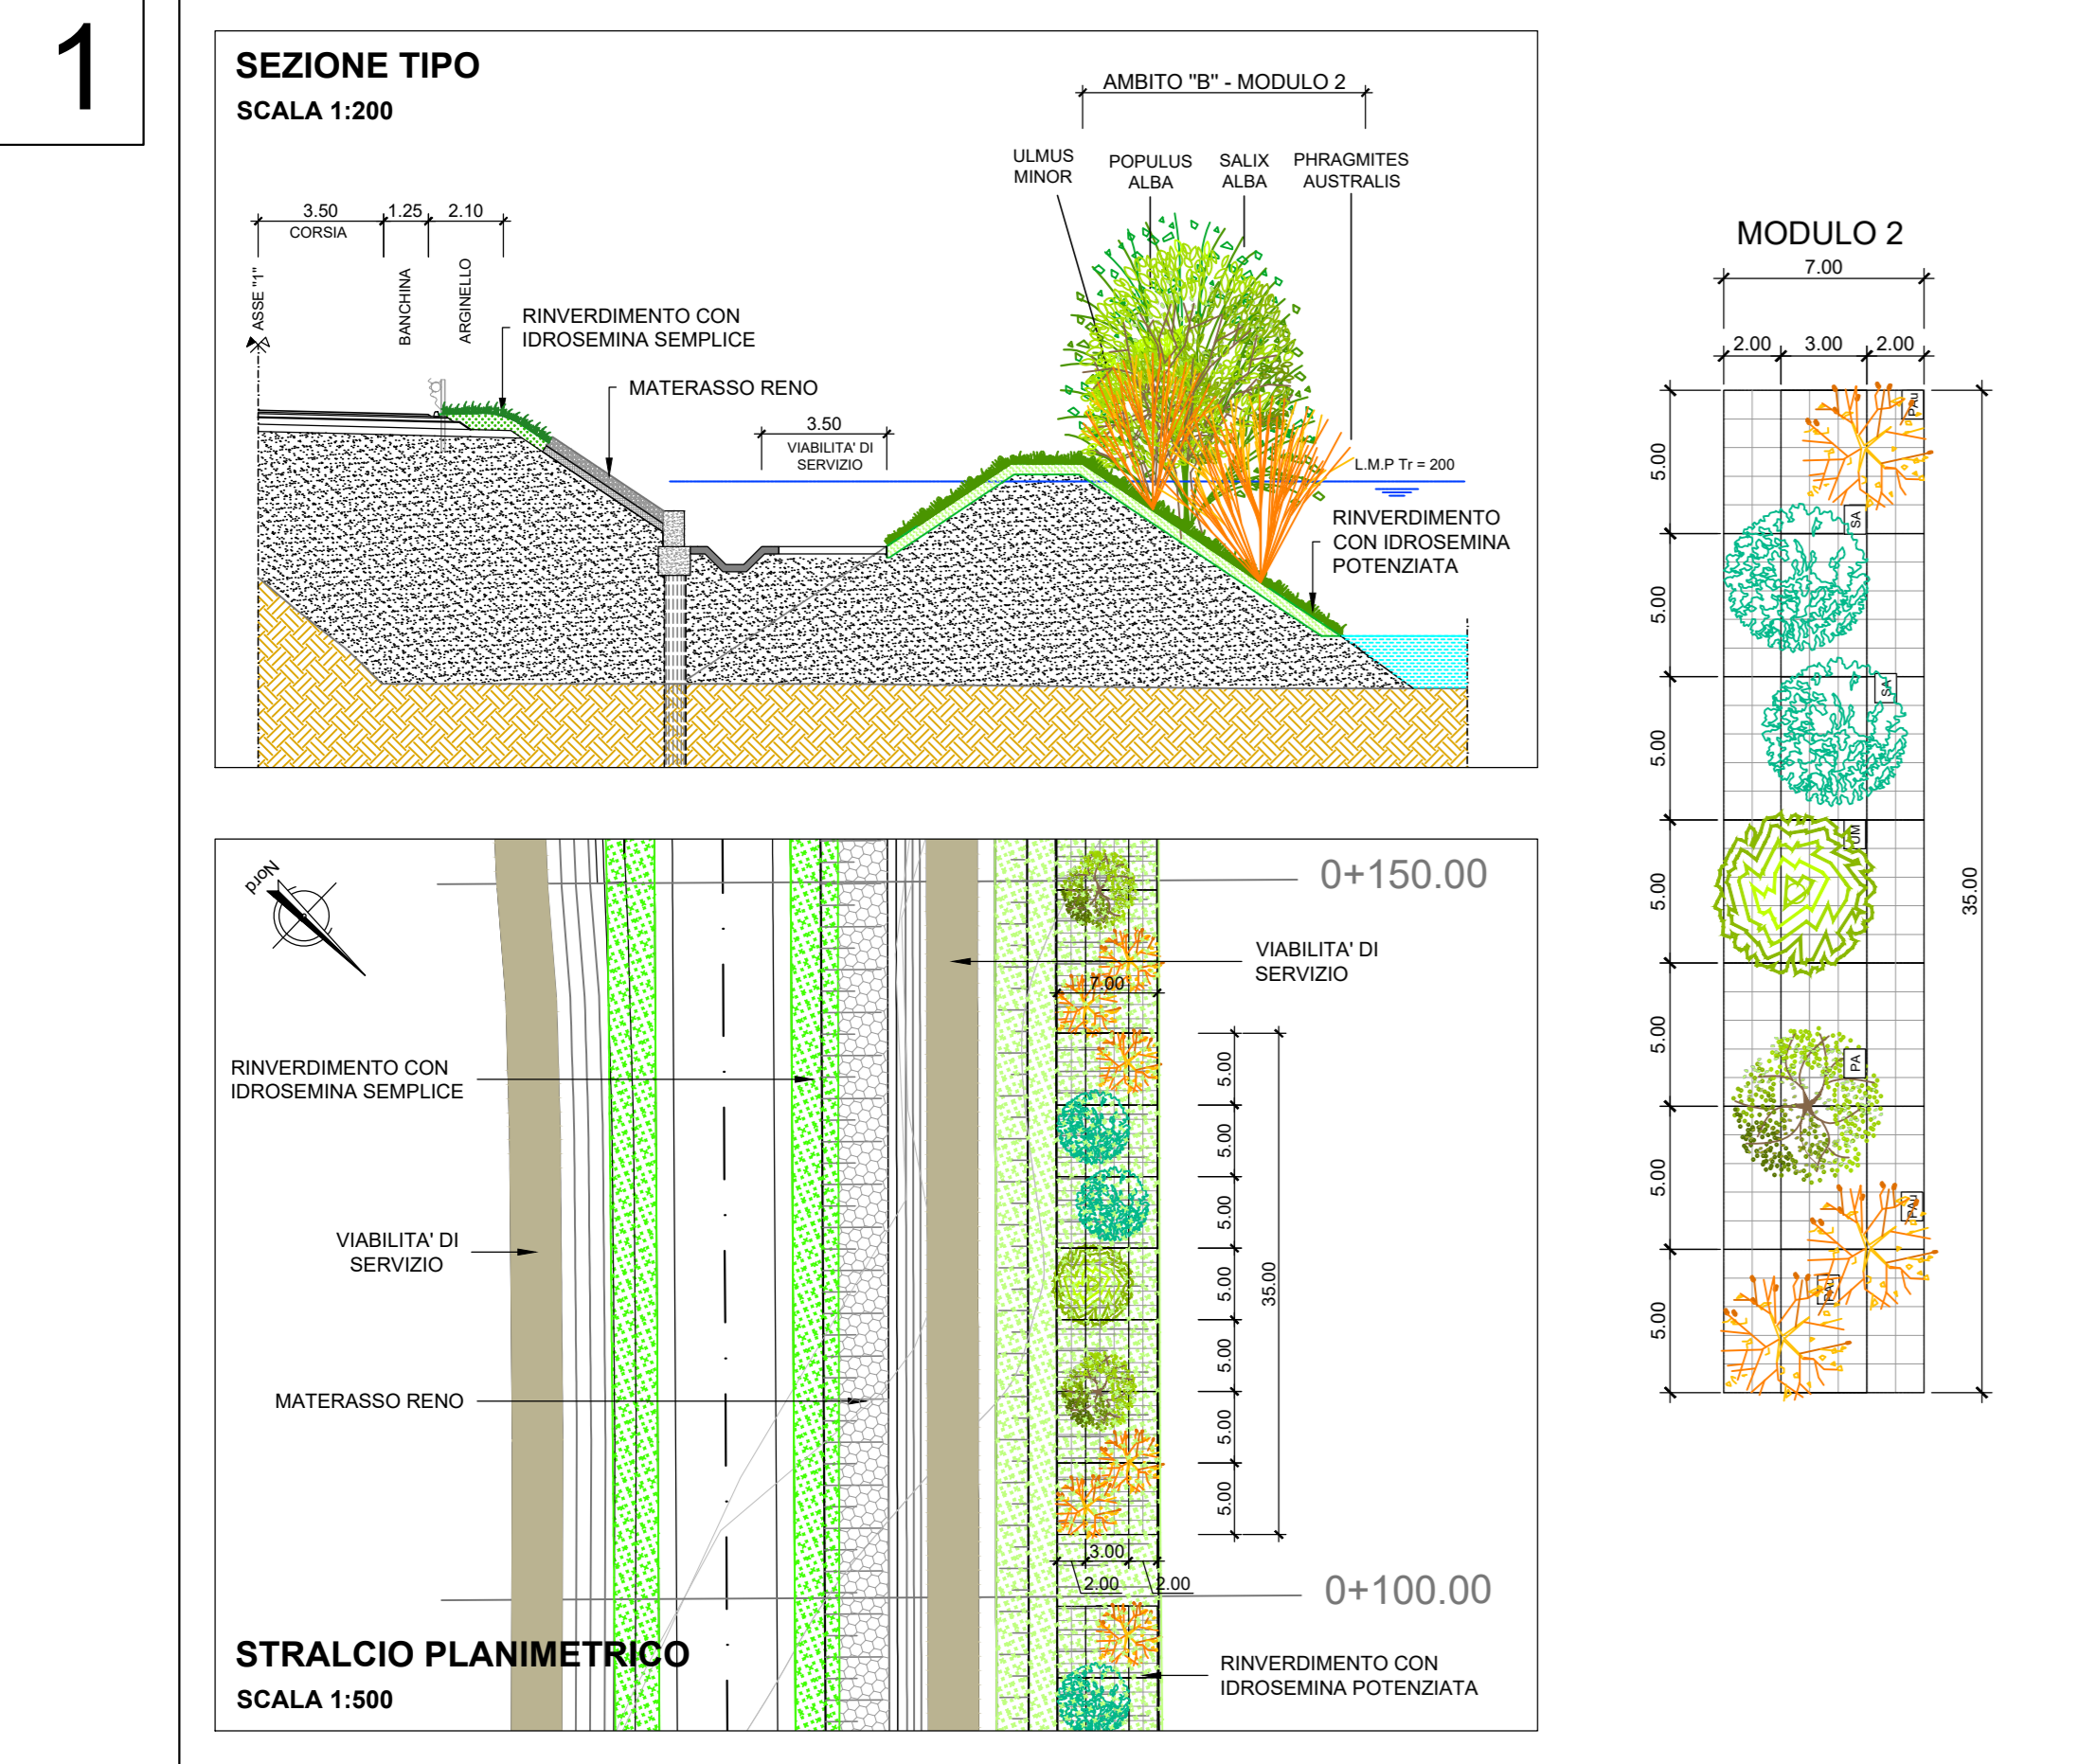 1
SEZIONE TIPO
SCALA 1:200
AMBITO "B" - MODULO 2
ULMUS
MINOR
POPULUS
ALBA
SALIX
ALBA
PHRAGMITES
AUSTRALIS
3.50
CORSIA
1.25
2.10
ASSE "1"
BANCHINA
ARGINELLO
RINVERDIMENTO CON
IDROSEMINA SEMPLICE
MATERASSO RENO
3.50
VIABILITA' DI
SERVIZIO
L.M.P Tr = 200
RINVERDIMENTO
CON IDROSEMINA
POTENZIATA
MODULO 2
7.00
2.00
3.00
2.00
PAu
5.00
SA
5.00
SA
5.00
UM
5.00
35.00
5.00
PA
5.00
PAu
PAu
5.00
Nord
0+150.00
VIABILITA' DI
SERVIZIO
7.00
RINVERDIMENTO CON
IDROSEMINA SEMPLICE
5.00
5.00
5.00
VIABILITA' DI
SERVIZIO
5.00
35.00
5.00
MATERASSO RENO
5.00
5.00
3.00
2.00
2.00
0+100.00
STRALCIO PLANIMETRICO
SCALA 1:500
RINVERDIMENTO CON
IDROSEMINA POTENZIATA